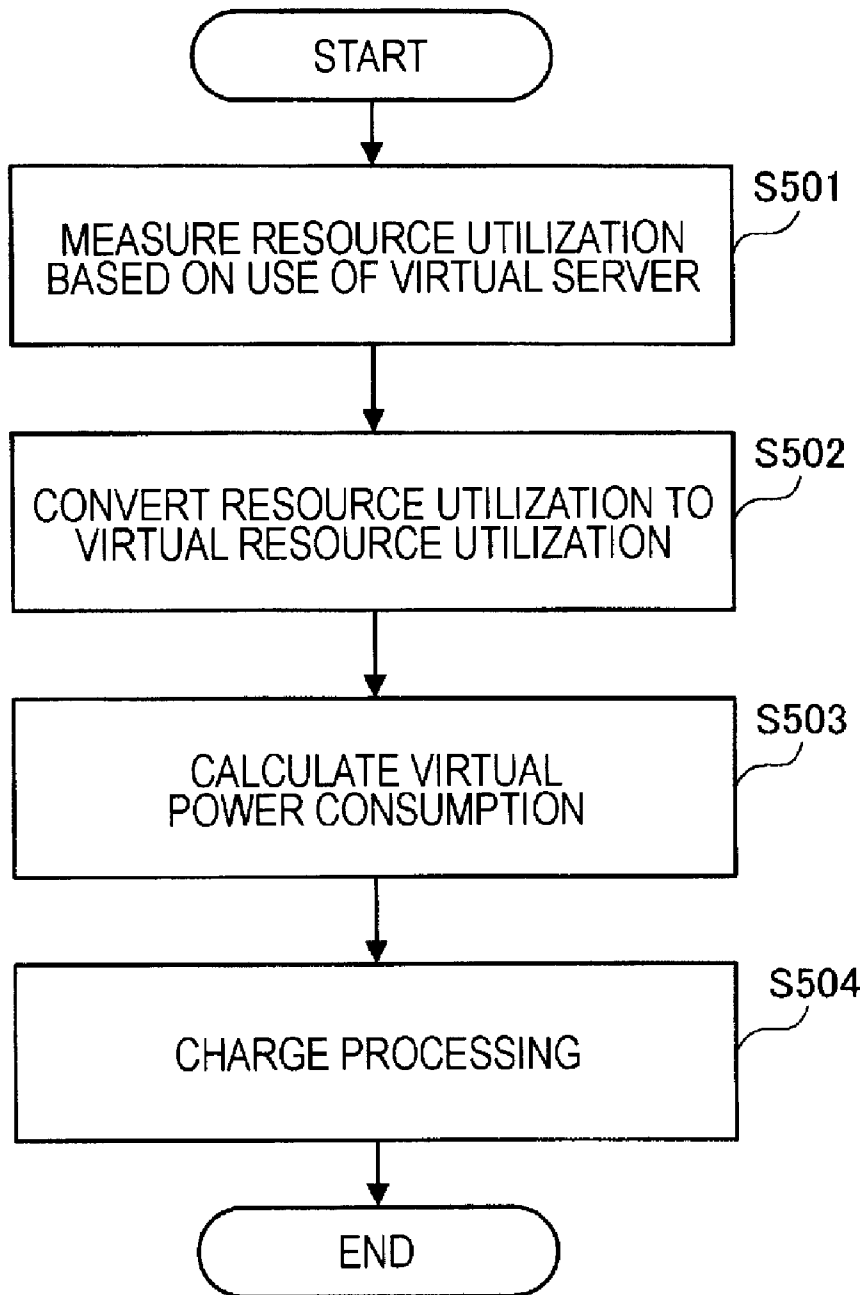 START
S501
MEASURE RESOURCE UTILIZATION
BASED ON USE OF VIRTUAL SERVER
S502
CONVERT RESOURCE UTILIZATION TO
VIRTUAL RESOURCE UTILIZATION
S503
CALCULATE VIRTUAL
POWER CONSUMPTION
S504
CHARGE PROCESSING
END